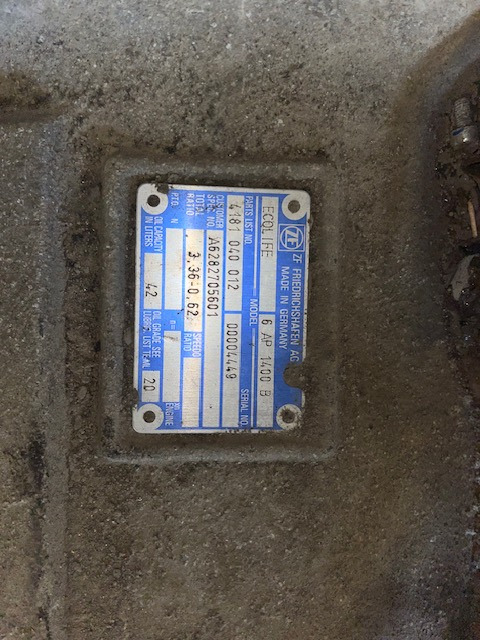 ZF ZF FRIEDRICHSHAFEN AG
MADE IN GERMANY
ECOLIFE MODEL 6 AP 1400 B
PARTS LIST NO. SERIAL NO.
4181 040 012 00004449
CUSTOMER SPEC. NO. A6282705601
TOTAL RATIO 3,36-0,62 SPEEDO RATIO
P.T.O. N n= ENGINE
OIL CAPACITY IN LITERS 42 OIL GRADE SEE LUBRIC. LIST TE-ML 20